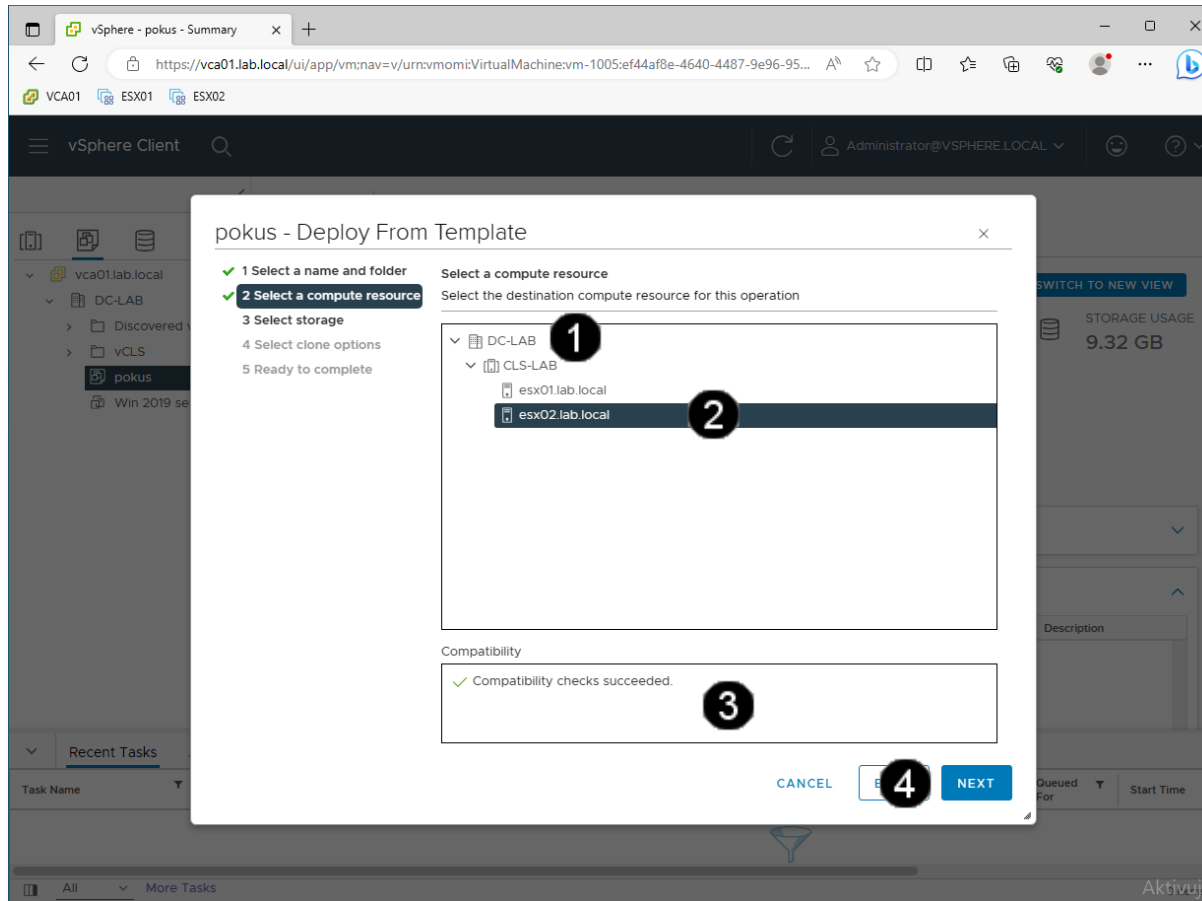 vSphere - pokus - Summary
https://vca01.lab.local/ui/app/vm;nav=v/urn:vmomi:VirtualMachine:vm-1005:ef44af8e-4640-4487-9e96-95...
VCA01 ESX01 ESX02
vSphere Client
Administrator@VSPHERE.LOCAL
vca01.lab.local
DC-LAB
Discovered
vCLS
pokus
Win 2019 se
SWITCH TO NEW VIEW
STORAGE USAGE
9.32 GB
Description
pokus - Deploy From Template
1 Select a name and folder
2 Select a compute resource
3 Select storage
4 Select clone options
5 Ready to complete
Select a compute resource
Select the destination compute resource for this operation
DC-LAB 1
CLS-LAB
esx01.lab.local
esx02.lab.local 2
Compatibility
Compatibility checks succeeded.
3
CANCEL 4 NEXT
Recent Tasks
Task Name
Queued For
Start Time
All More Tasks
Aktivuj